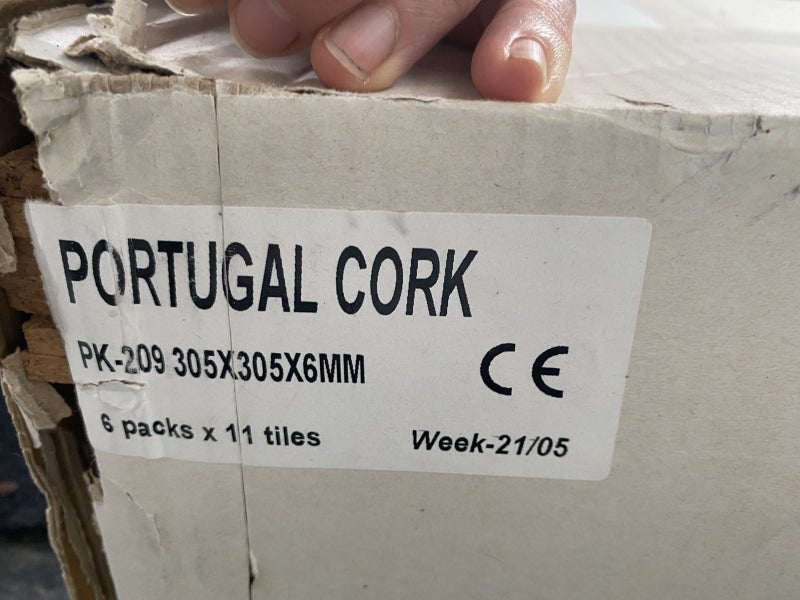 PORTUGAL CORK
PK-209 305X305X6MM
CE
6 packs x 11 tiles
Week-21/05